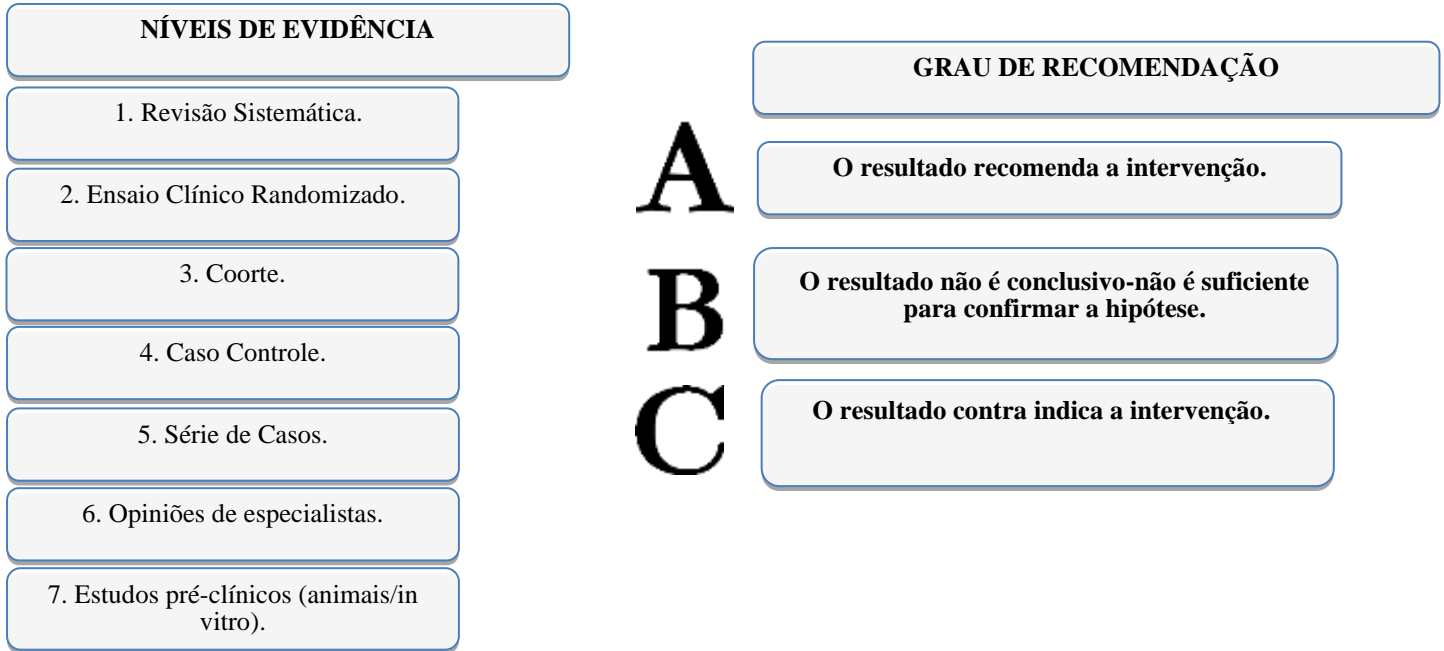 NÍVEIS DE EVIDÊNCIA
1. Revisão Sistemática.
2. Ensaio Clínico Randomizado.
3. Coorte.
4. Caso Controle.
5. Série de Casos.
6. Opiniões de especialistas.
7. Estudos pré-clínicos (animais/in
vitro).
GRAU DE RECOMENDAÇÃO
A
O resultado recomenda a intervenção.
B
O resultado não é conclusivo-não é suficiente
para confirmar a hipótese.
C
O resultado contra indica a intervenção.